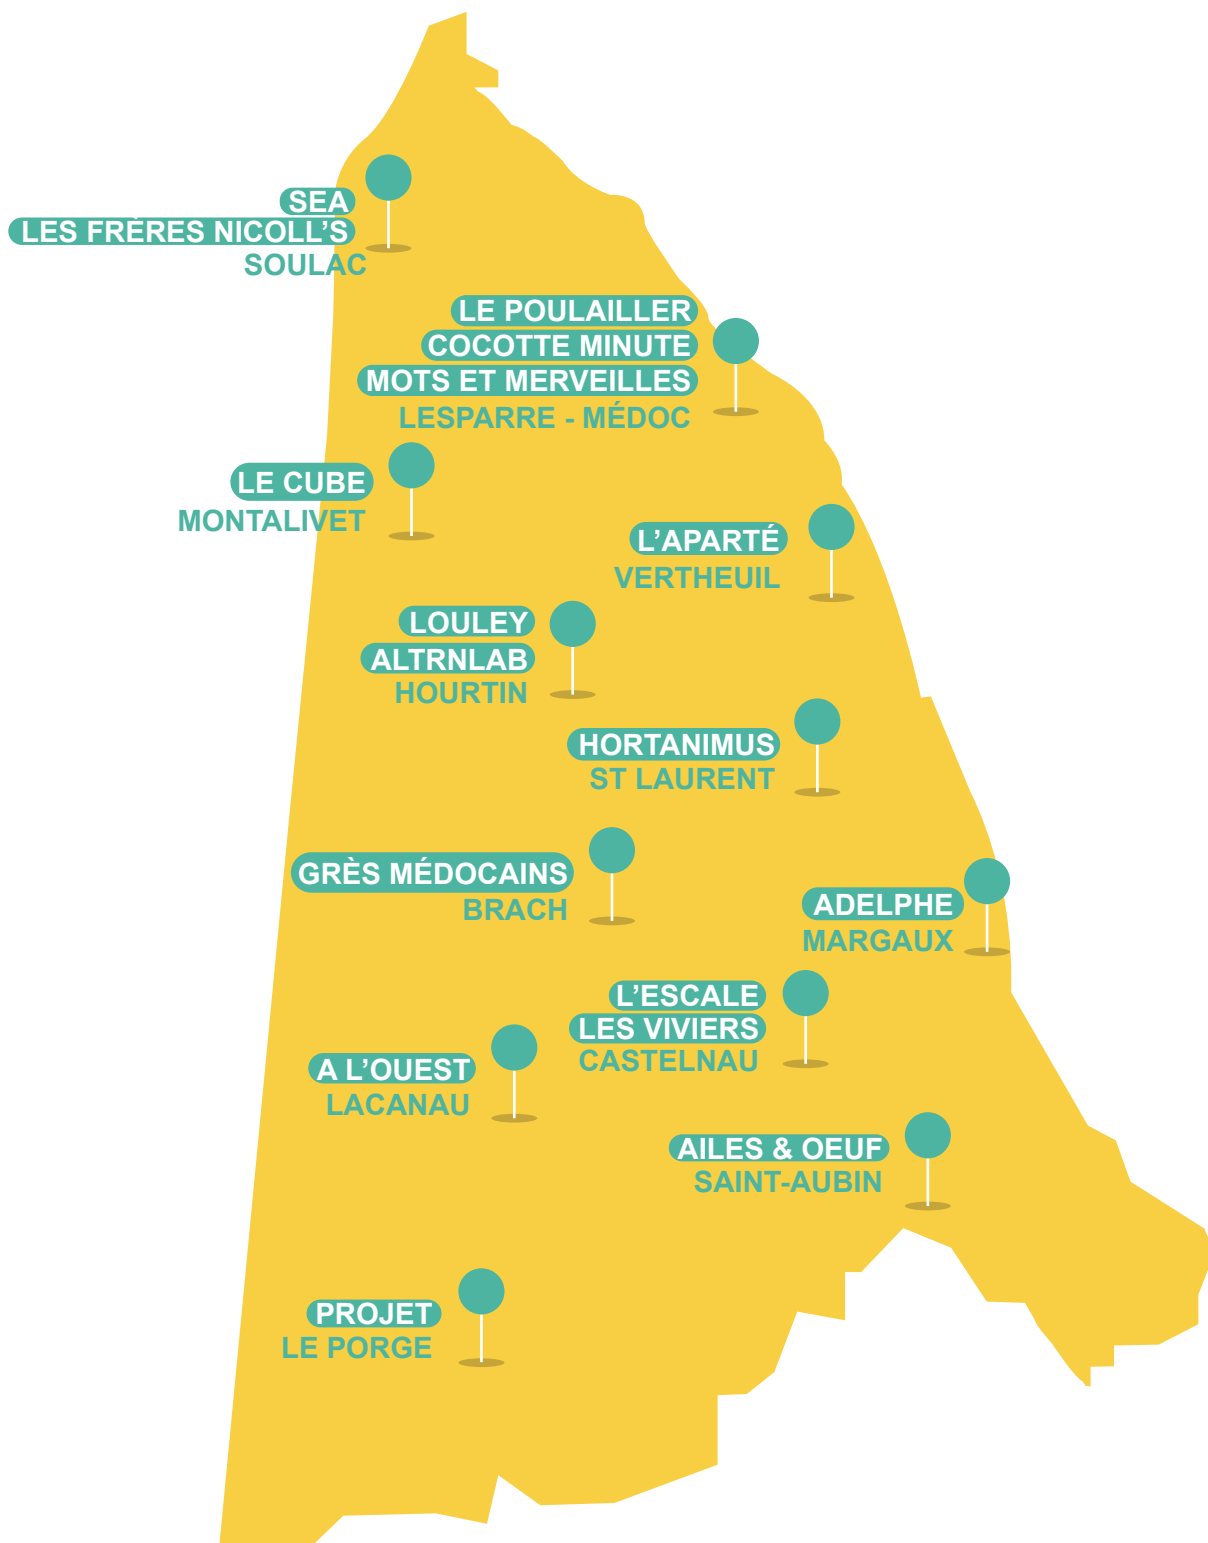 SEA
LES FRÈRES NICOLL'S
SOULAC
LE POULAILLER
COCOTTE MINUTE
MOTS ET MERVEILLES
LESPARRE - MÉDOC
LE CUBE
MONTALIVET
L'APARTÉ
VERTHEUIL
LOULEY
ALTRNLAB
HOURTIN
HORTANIMUS
ST LAURENT
GRÈS MÉDOCAINS
BRACH
ADELPHE
MARGAUX
L'ESCALE
LES VIVIERS
CASTELNAU
A L'OUEST
LACANAU
AILES & OEUF
SAINT-AUBIN
PROJET
LE PORGE